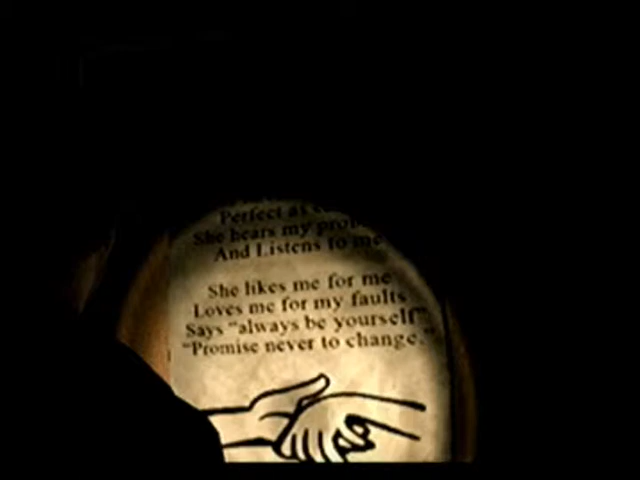 Perfect as
She hears my
And Listens to me
She likes me for me
Loves me for my faults
Says "always be yourself"
"Promise never to change."